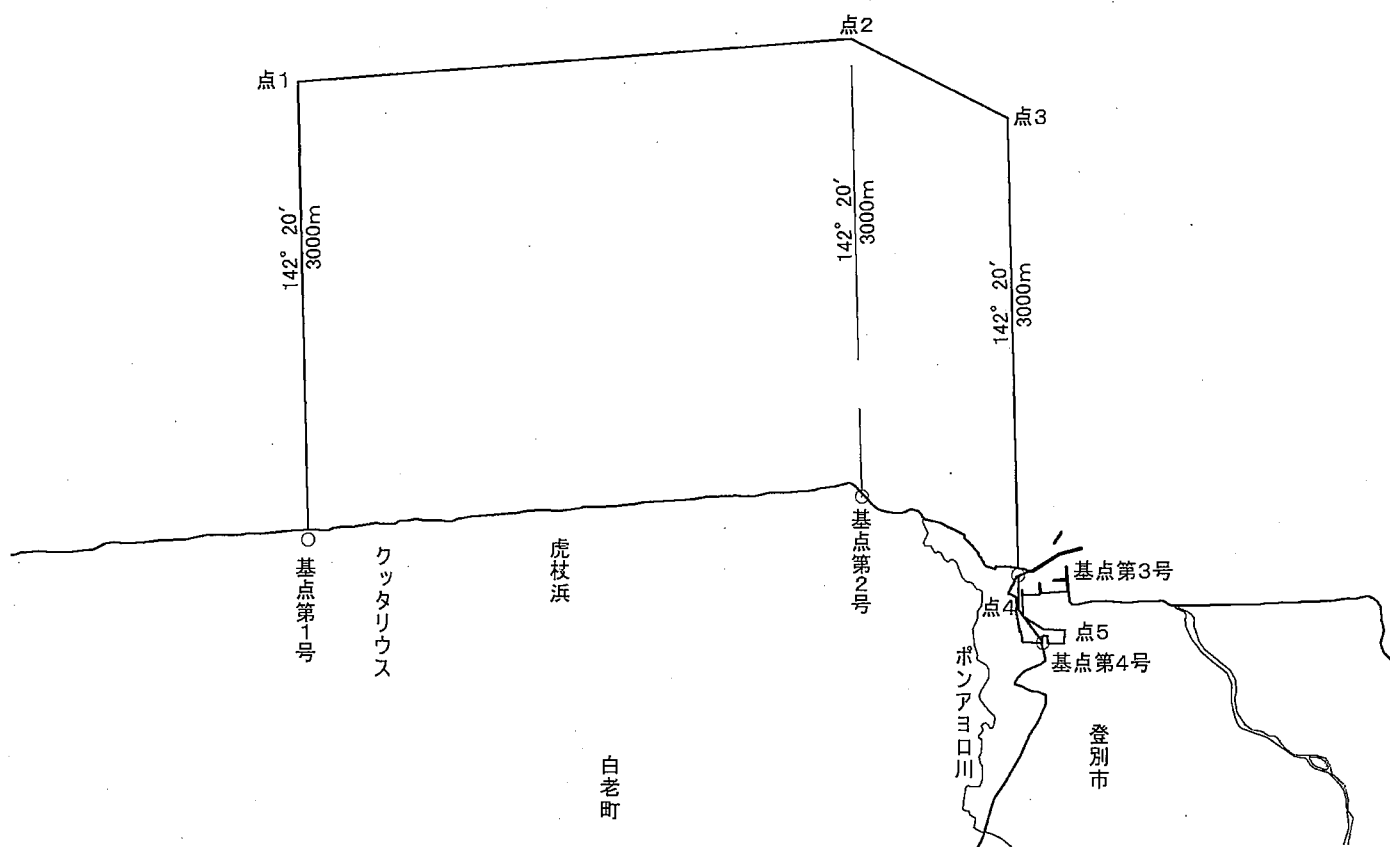 点2
点1
点3
142° 20′
3000m
142° 20′
3000m
142° 20′
3000m
基点第1号
クッタリウス
虎杖浜
基点第2号
基点第3号
点4
点5
基点第4号
ポンアヨロ川
登別市
白老町